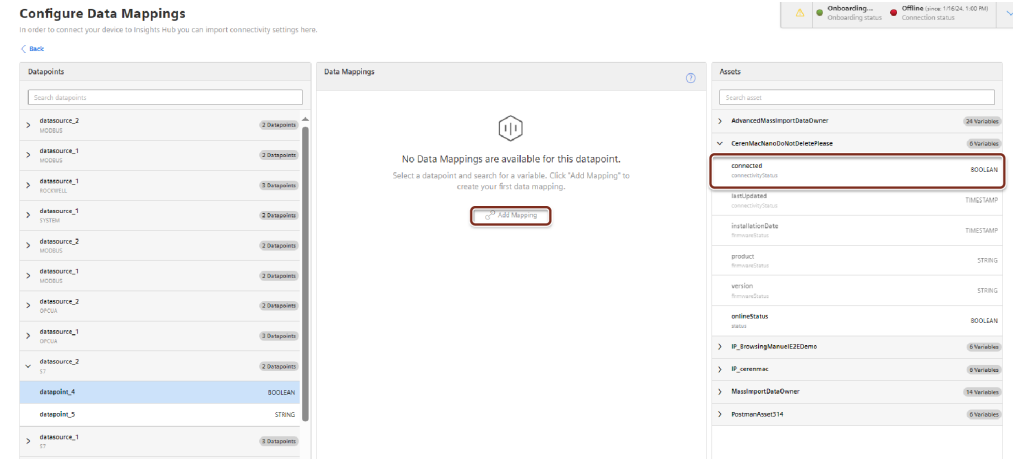 Configure Data Mappings
In order to connect your device to Insights Hub you can import connectivity settings here.
Onboarding...
Onboarding status
Offline (since: 1/16/24, 1:00 PM)
Connection status
Back
Datapoints
Search datapoints
datasource_2
MODBUS
2 Datapoints
datasource_1
MODBUS
2 Datapoints
datasource_1
ROCKWELL
3 Datapoints
datasource_1
SYSTEM
2 Datapoints
datasource_2
MODBUS
2 Datapoints
datasource_1
MODBUS
2 Datapoints
datasource_2
OPCUA
2 Datapoints
datasource_1
OPCUA
3 Datapoints
datasource_2
S7
2 Datapoints
datapoint_4
BOOLEAN
datapoint_5
STRING
datasource_1
S7
3 Datapoints
Data Mappings
No Data Mappings are available for this datapoint.
Select a datapoint and search for a variable. Click "Add Mapping" to
create your first data mapping.
Add Mapping
Assets
Search asset
AdvancedMassImportDataOwner
24 Variables
CerenMacNanoDoNotDeletePlease
6 Variables
connected
connectivityStatus
BOOLEAN
lastUpdated
connectivityStatus
TIMESTAMP
installationDate
firmwareStatus
TIMESTAMP
product
firmwareStatus
STRING
version
firmwareStatus
STRING
onlineStatus
status
BOOLEAN
IP_BrowsingManuelE2EDemo
6 Variables
IP_cerenmac
8 Variables
MassImportDataOwner
14 Variables
PostmanAsset314
6 Variables